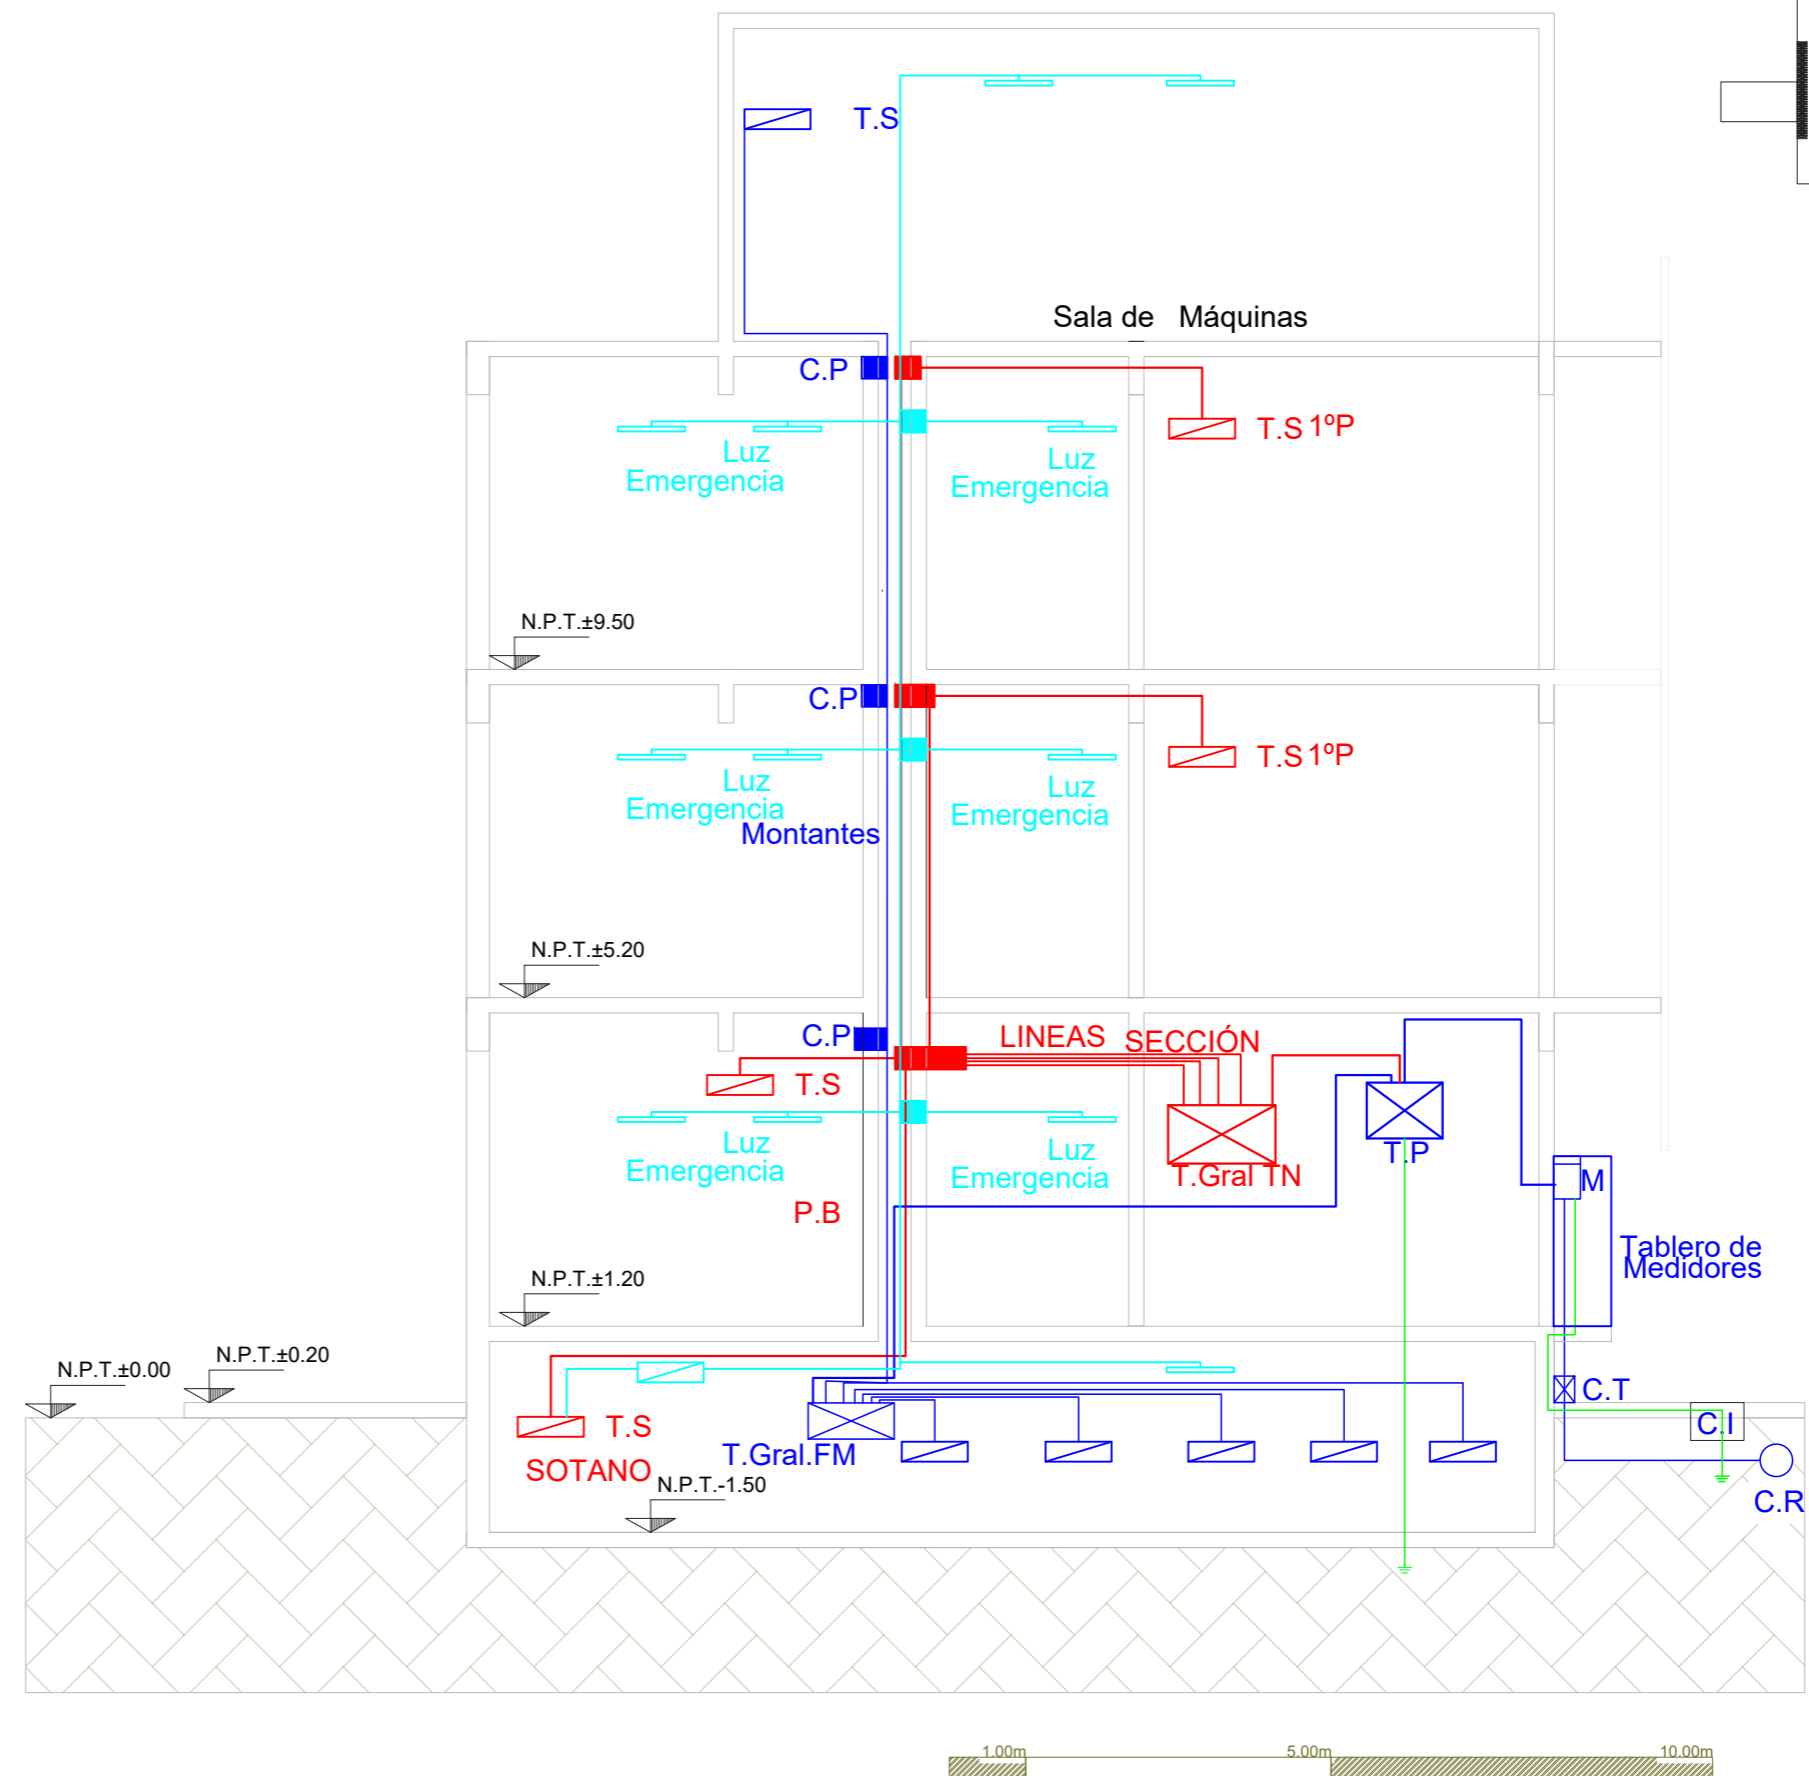 T.S
Sala de Máquinas
C.P
T.S 1ºP
Luz
Emergencia
Luz
Emergencia
N.P.T.±9.50
C.P
T.S 1ºP
Luz
Emergencia
Luz
Emergencia
Montantes
N.P.T.±5.20
C.P
LINEAS SECCIÓN
T.S
Luz
Emergencia
Luz
Emergencia
T.Gral TN
T.P
M
P.B
Tablero de
Medidores
N.P.T.±1.20
N.P.T.±0.00
N.P.T.±0.20
C.T
T.S
C.I
T.Gral.FM
SOTANO
N.P.T.-1.50
C.R
1.00m
5.00m
10.00m